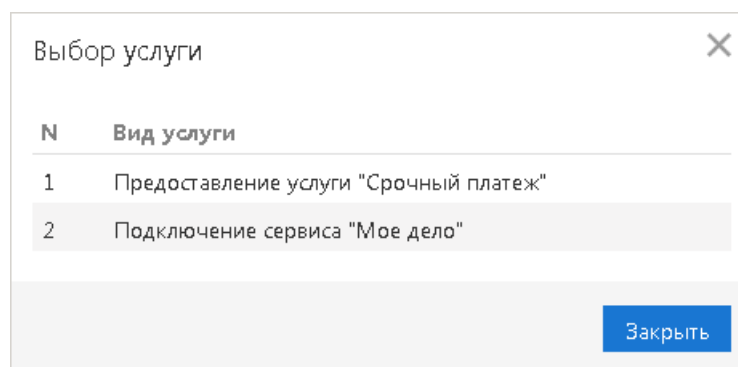 Выбор услуги
N Вид услуги
1 Предоставление услуги "Срочный платеж"
2 Подключение сервиса "Мое дело"
Закрыть